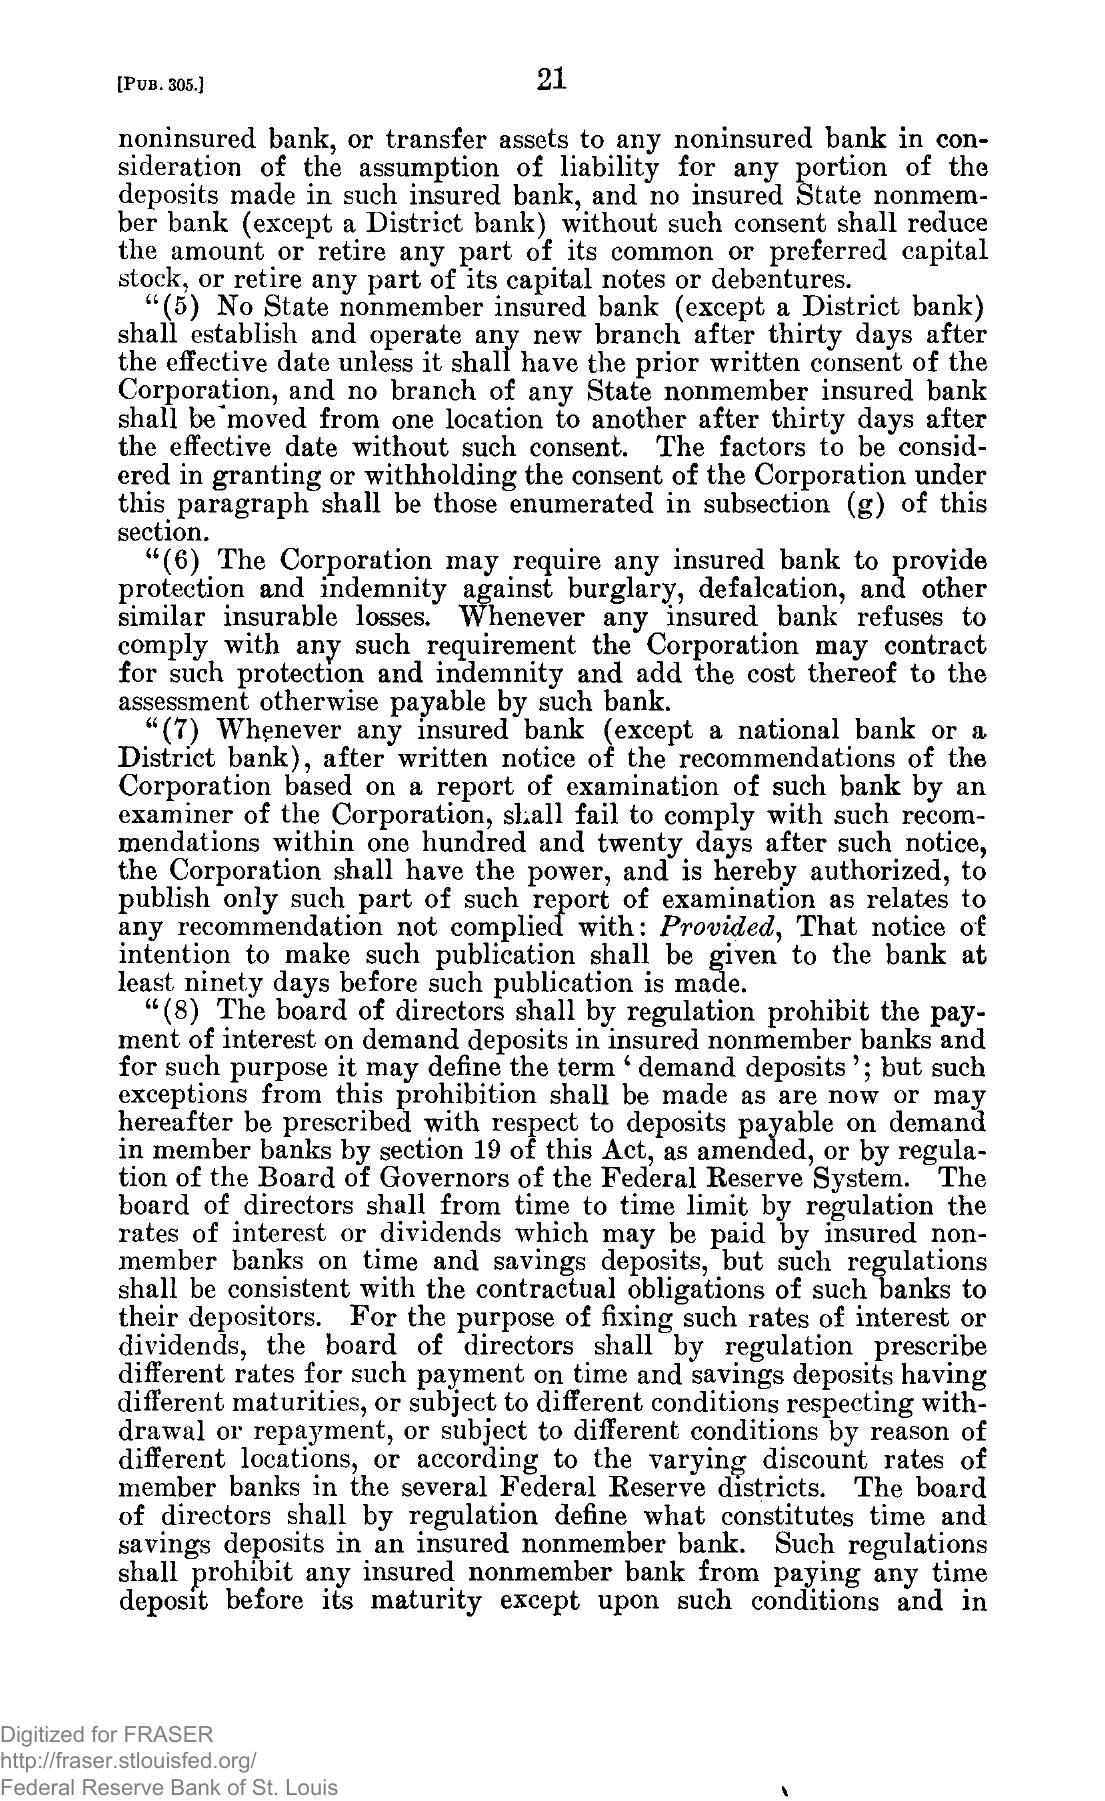 [PUB. 305.] 21
noninsured bank, or transfer assets to any noninsured bank in con-
sideration of the assumption of liability for any portion of the
deposits made in such insured bank, and no insured State nonmem-
ber bank (except a District bank) without such consent shall reduce
the amount or retire any part of its common or preferred capital
stock, or retire any part of its capital notes or debentures.
“(5) No State nonmember insured bank (except a District bank)
shall establish and operate any new branch after thirty days after
the effective date unless it shall have the prior written consent of the
Corporation, and no branch of any State nonmember insured bank
shall be moved from one location to another after thirty days after
the effective date without such consent. The factors to be consid-
ered in granting or withholding the consent of the Corporation under
this paragraph shall be those enumerated in subsection (g) of this
section.
“(6) The Corporation may require any insured bank to provide
protection and indemnity against burglary, defalcation, and other
similar insurable losses. Whenever any insured bank refuses to
comply with any such requirement the Corporation may contract
for such protection and indemnity and add the cost thereof to the
assessment otherwise payable by such bank.
“(7) Whenever any insured bank (except a national bank or a
District bank), after written notice of the recommendations of the
Corporation based on a report of examination of such bank by an
examiner of the Corporation, shall fail to comply with such recom-
mendations within one hundred and twenty days after such notice,
the Corporation shall have the power, and is hereby authorized, to
publish only such part of such report of examination as relates to
any recommendation not complied with: Provided, That notice of
intention to make such publication shall be given to the bank at
least ninety days before such publication is made.
“(8) The board of directors shall by regulation prohibit the pay-
ment of interest on demand deposits in insured nonmember banks and
for such purpose it may define the term ‘ demand deposits ’; but such
exceptions from this prohibition shall be made as are now or may
hereafter be prescribed with respect to deposits payable on demand
in member banks by section 19 of this Act, as amended, or by regula-
tion of the Board of Governors of the Federal Reserve System. The
board of directors shall from time to time limit by regulation the
rates of interest or dividends which may be paid by insured non-
member banks on time and savings deposits, but such regulations
shall be consistent with the contractual obligations of such banks to
their depositors. For the purpose of fixing such rates of interest or
dividends, the board of directors shall by regulation prescribe
different rates for such payment on time and savings deposits having
different maturities, or subject to different conditions respecting with-
drawal or repayment, or subject to different conditions by reason of
different locations, or according to the varying discount rates of
member banks in the several Federal Reserve districts. The board
of directors shall by regulation define what constitutes time and
savings deposits in an insured nonmember bank. Such regulations
shall prohibit any insured nonmember bank from paying any time
deposit before its maturity except upon such conditions and in
Digitized for FRASER
http://fraser.stlouisfed.org/
Federal Reserve Bank of St. Louis